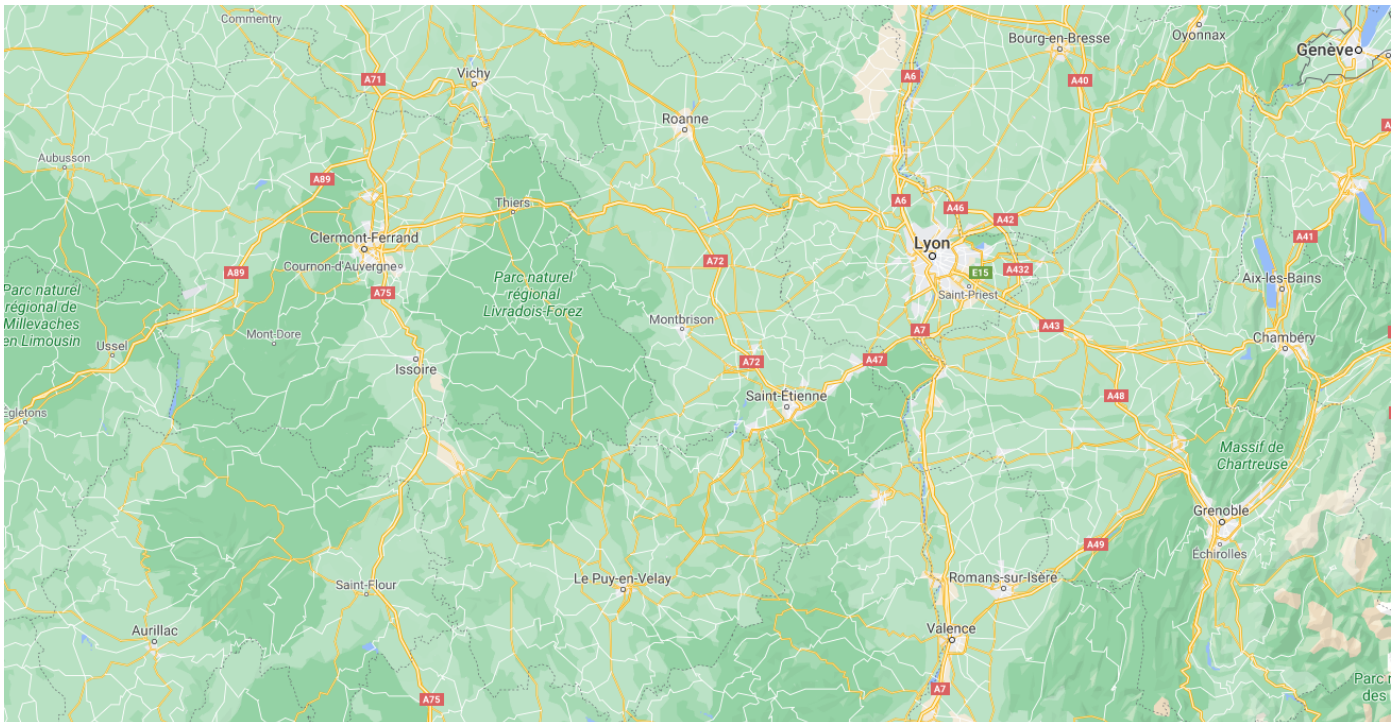 Commentry
Bourg-en-Bresse
Oyonnax
Genève
A71
Vichy
A6
A40
Roanne
Aubusson
A89
Thiers
A6
A46
A42
Clermont-Ferrand
Lyon
A41
A72
A89
Cournon-d'Auvergne
E15
A432
Aix-les-Bains
Parc naturel
régional de
Millevaches
en Limousin
A75
Parc naturel
régional
Livradois-Forez
Saint-Priest
Montbrison
A7
A43
Mont-Dore
Ussel
Chambéry
Issoire
A72
A47
A48
Saint-Étienne
Egletons
Massif de
Chartreuse
Grenoble
A49
Échirolles
Saint-Flour
Le Puy-en-Velay
Romans-sur-Isère
Aurillac
Valence
A75
A7
Parc
des